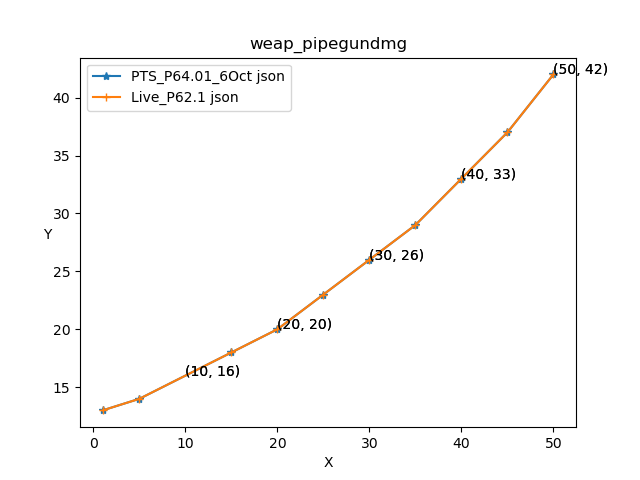 weap_pipegundmg
PTS_P64.01_6Oct json
Live_P62.1 json
(50, 42)
(40, 33)
(30, 26)
(20, 20)
(10, 16)
40
35
30
25
20
15
Y
0 10 20 30 40 50
X